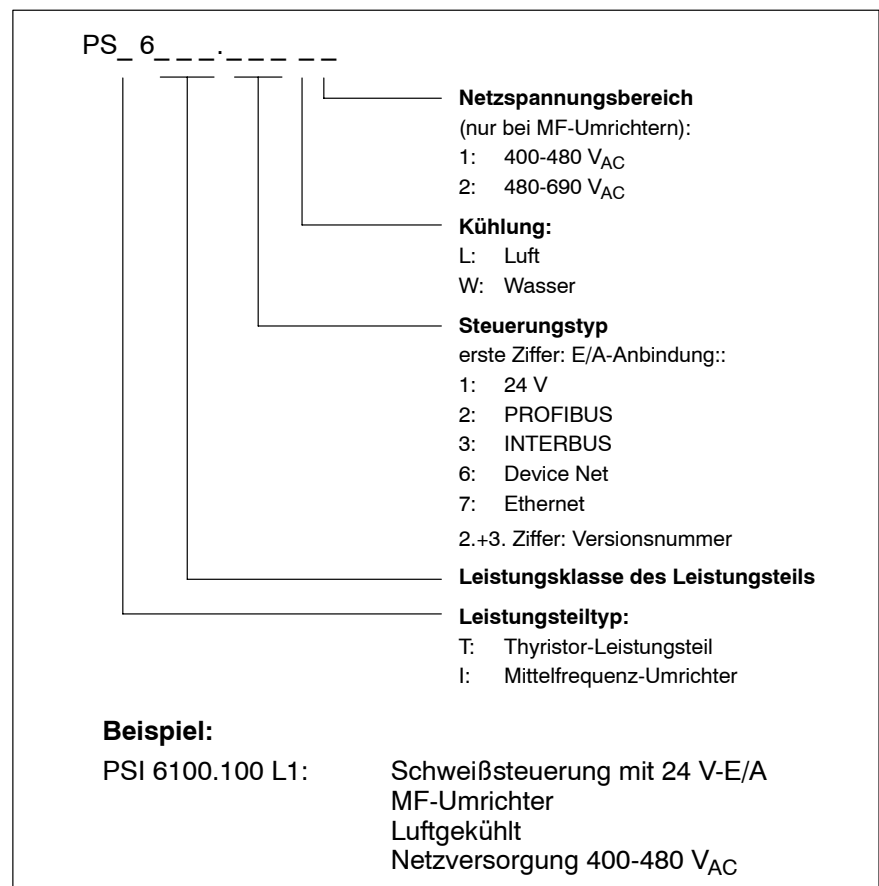 PS_ 6_ _ _._ _ _ _ _
Netzspannungsbereich
(nur bei MF-Umrichtern):
1: 400-480 VAC
2: 480-690 VAC
Kühlung:
L: Luft
W: Wasser
Steuerungstyp
erste Ziffer: E/A-Anbindung::
1: 24 V
2: PROFIBUS
3: INTERBUS
6: Device Net
7: Ethernet
2.+3. Ziffer: Versionsnummer
Leistungsklasse des Leistungsteils
Leistungsteiltyp:
T: Thyristor-Leistungsteil
I: Mittelfrequenz-Umrichter
Beispiel:
PSI 6100.100 L1: Schweißsteuerung mit 24 V-E/A
MF-Umrichter
Luftgekühlt
Netzversorgung 400-480 VAC